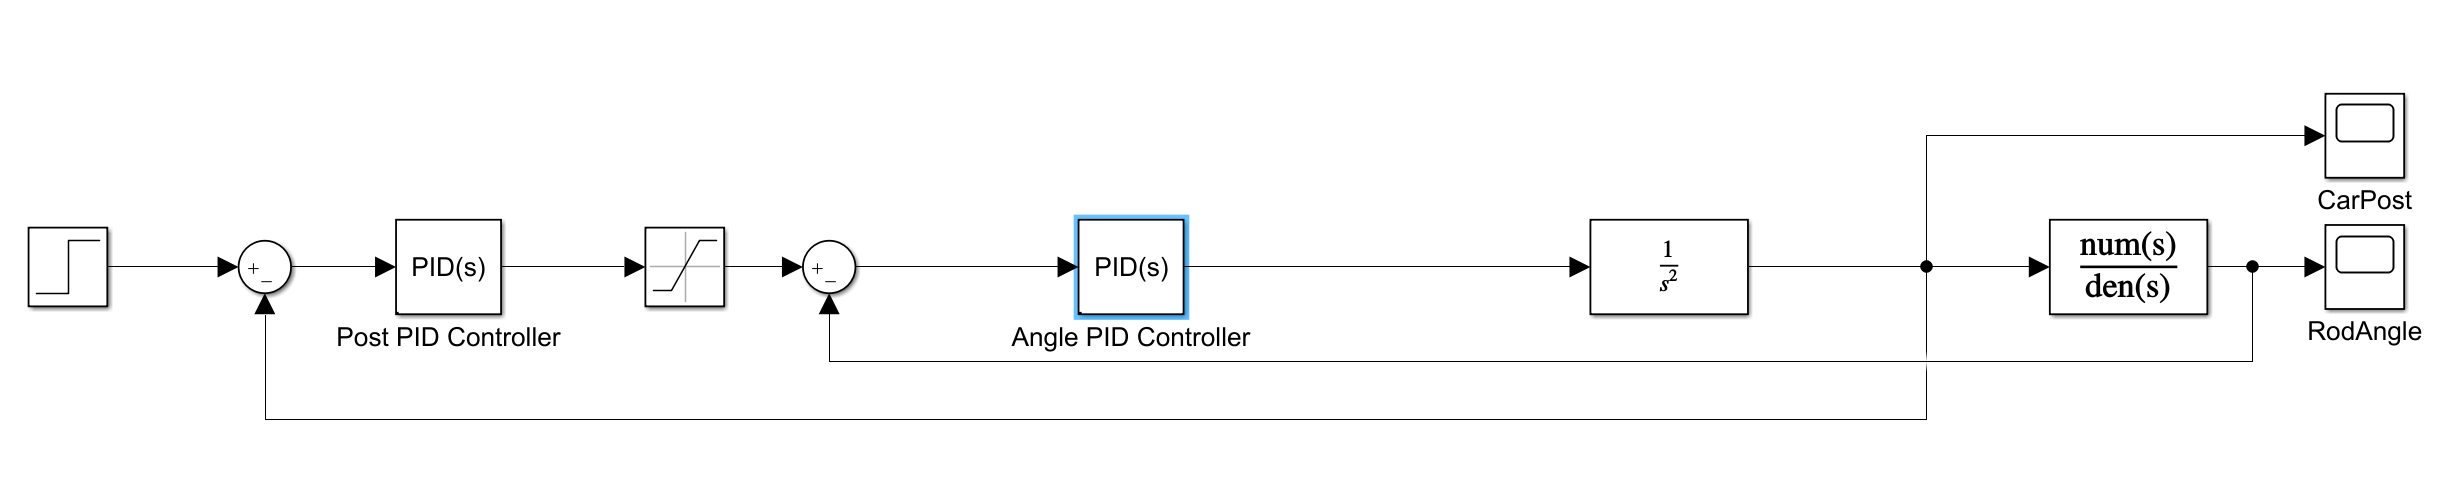 CarPost
+
−
PID(s)
Post PID Controller
+
−
PID(s)
Angle PID Controller
1
s²
num(s)
den(s)
RodAngle